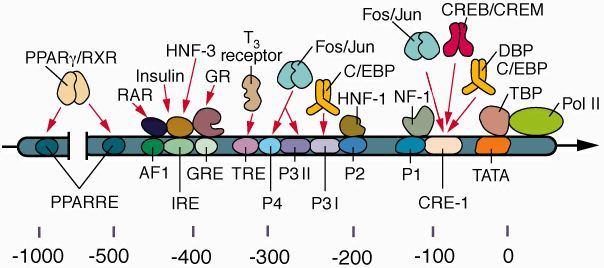 CREB/CREM
Fos/Jun
DBP
C/EBP
T3
receptor
Fos/Jun
HNF-3
PPARγ/RXR
Insulin
GR
C/EBP
RAR
HNF-1
NF-1
TBP
Pol II
AF1
GRE
TRE
P3 II
P2
P1
TATA
PPARRE
IRE
P4
P3 I
CRE-1
-1000
-500
-400
-300
-200
-100
0